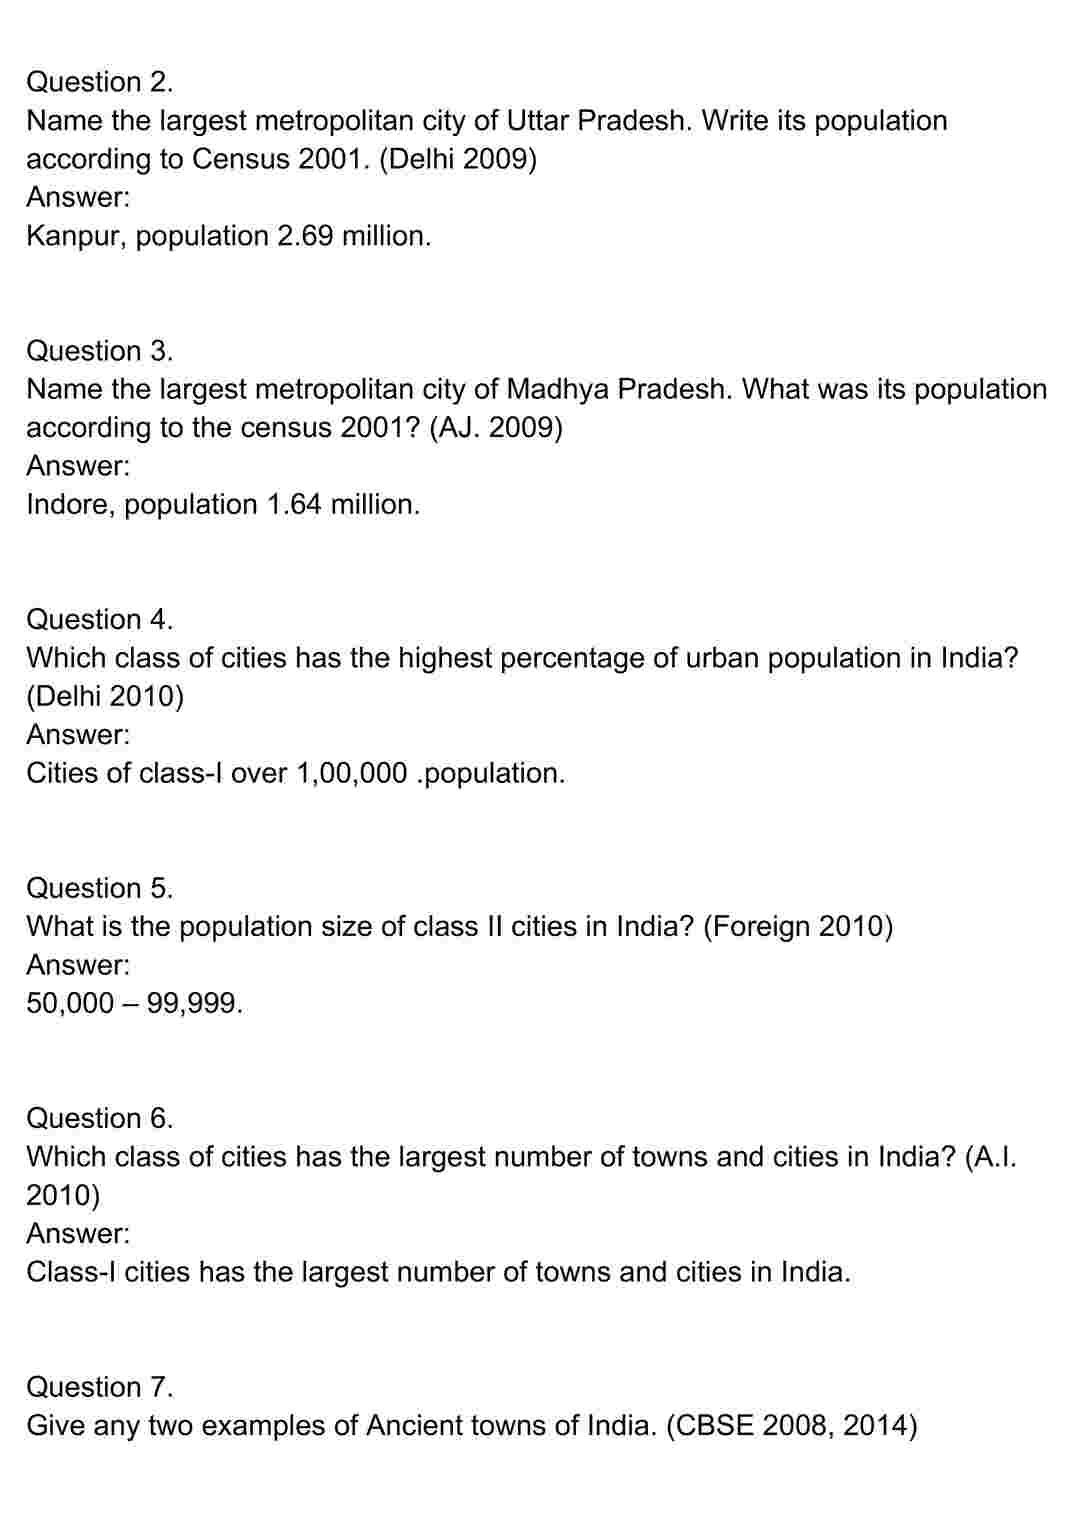 Question 2.
Name the largest metropolitan city of Uttar Pradesh. Write its population
according to Census 2001. (Delhi 2009)
Answer:
Kanpur, population 2.69 million.
Question 3.
Name the largest metropolitan city of Madhya Pradesh. What was its population
according to the census 2001? (AJ. 2009)
Answer:
Indore, population 1.64 million.
Question 4.
Which class of cities has the highest percentage of urban population in India?
(Delhi 2010)
Answer:
Cities of class-I over 1,00,000 .population.
Question 5.
What is the population size of class II cities in India? (Foreign 2010)
Answer:
50,000 – 99,999.
Question 6.
Which class of cities has the largest number of towns and cities in India? (A.I.
2010)
Answer:
Class-I cities has the largest number of towns and cities in India.
Question 7.
Give any two examples of Ancient towns of India. (CBSE 2008, 2014)